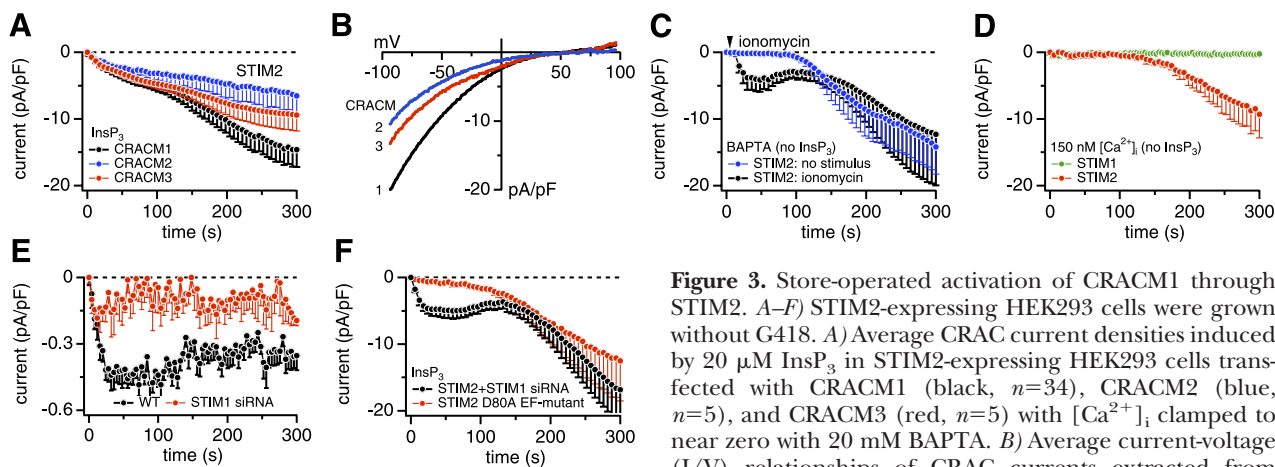 A
0
-10
-20
current (pA/pF)
STIM2
InsP3
CRACM1
CRACM2
CRACM3
0 100 200 300
time (s)
B
mV
-100 -50 50 100
CRACM
2
3
1
-10
-20
pA/pF
C
ionomycin
0
-10
-20
current (pA/pF)
BAPTA (no InsP3)
STIM2: no stimulus
STIM2: ionomycin
0 100 200 300
time (s)
D
0
-10
-20
current (pA/pF)
150 nM [Ca2+]i (no InsP3)
STIM1
STIM2
0 100 200 300
time (s)
E
0
-0.3
-0.6
current (pA/pF)
WT STIM1 siRNA
0 100 200 300
time (s)
F
0
-10
-20
current (pA/pF)
InsP3
STIM2+STIM1 siRNA
STIM2 D80A EF-mutant
0 100 200 300
time (s)
Figure 3. Store-operated activation of CRACM1 through
STIM2. A–F) STIM2-expressing HEK293 cells were grown
without G418. A) Average CRAC current densities induced
by 20 μM InsP3 in STIM2-expressing HEK293 cells trans-
fected with CRACM1 (black, n=34), CRACM2 (blue,
n=5), and CRACM3 (red, n=5) with [Ca2+]i clamped to
near zero with 20 mM BAPTA. B) Average current-voltage
(I/V) relationships of CRAC currents extracted from